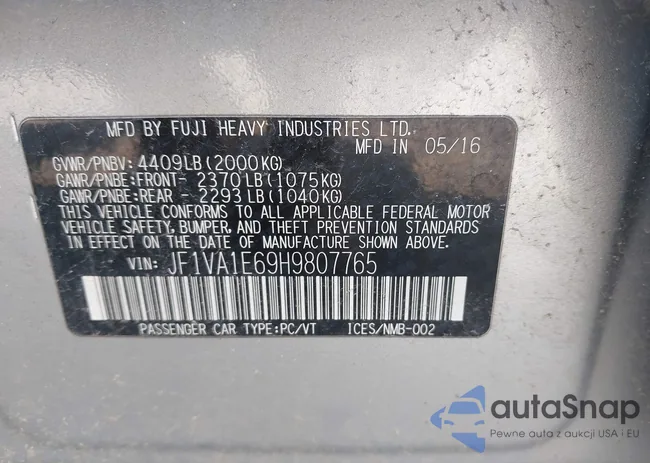 MFD BY FUJI HEAVY INDUSTRIES LTD.
MFD IN 05/16
GVWR/PNBV: 4409LB(2000KG)
GAWR/PNBE:FRONT- 2370LB(1075KG)
GAWR/PNBE:REAR - 2293LB(1040KG)
THIS VEHICLE CONFORMS TO ALL APPLICABLE FEDERAL MOTOR
VEHICLE SAFETY, BUMPER, AND THEFT PREVENTION STANDARDS
IN EFFECT ON THE DATE OF MANUFACTURE SHOWN ABOVE.
VIN: JF1VA1E69H9807765
PASSENGER CAR TYPE:PC/VT ICES/NMB-002
autaSnap
Pewne auta z aukcji USA i EU